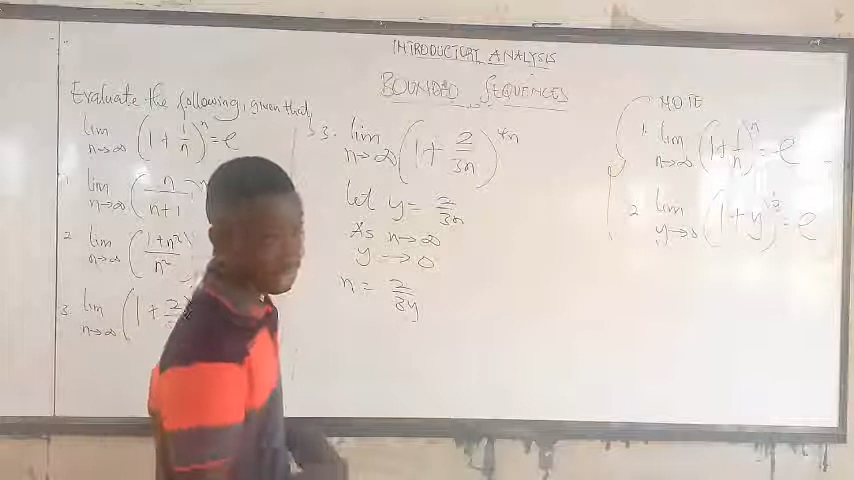 INTRODUCTORY ANALYSIS
BOUNDED SEQUENCES
Evaluate the following, given that,
lim n→∞ (1 + 1/n)^n = e
1. lim n→∞ (n/(n+1)
2. lim n→∞ ((1+n²)/n²
3. lim n→∞ (1 + 2/
3. lim n→∞ (1 + 2/3n)^4n
let y = 2/3n
As n→∞
y → 0
n = 2/3y
NOTE
1. lim n→∞ (1 + 1/n)^n = e
2. lim (1 + y) = e